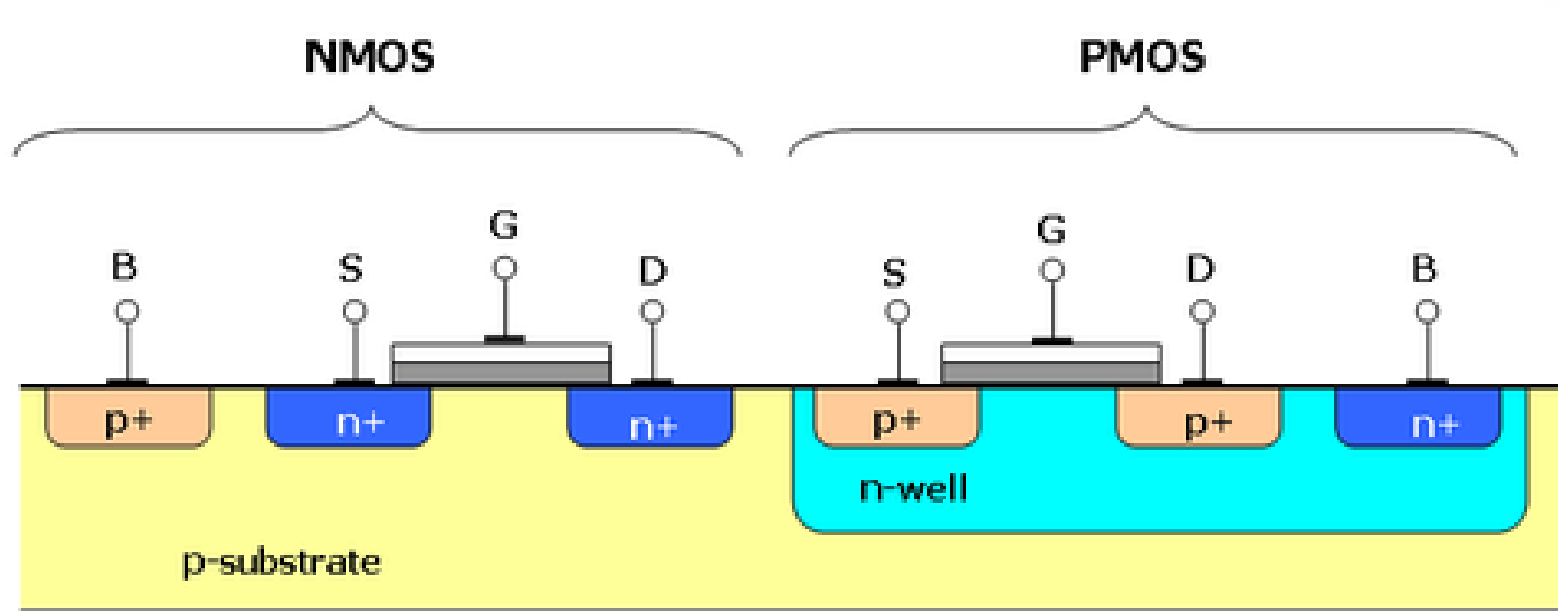 NMOS
PMOS
G
G
B
S
D
S
D
B
p+
n+
n+
p+
p+
n+
n-well
p-substrate